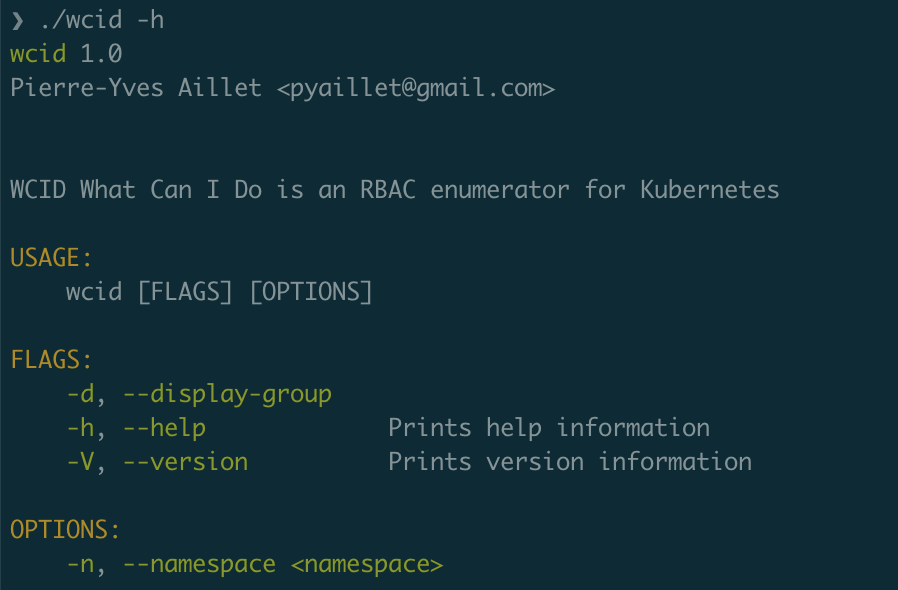 ❯ ./wcid -h
wcid 1.0
Pierre-Yves Aillet <pyaillet@gmail.com>
WCID What Can I Do is an RBAC enumerator for Kubernetes
USAGE:
wcid [FLAGS] [OPTIONS]
FLAGS:
-d, --display-group
-h, --help Prints help information
-V, --version Prints version information
OPTIONS:
-n, --namespace <namespace>